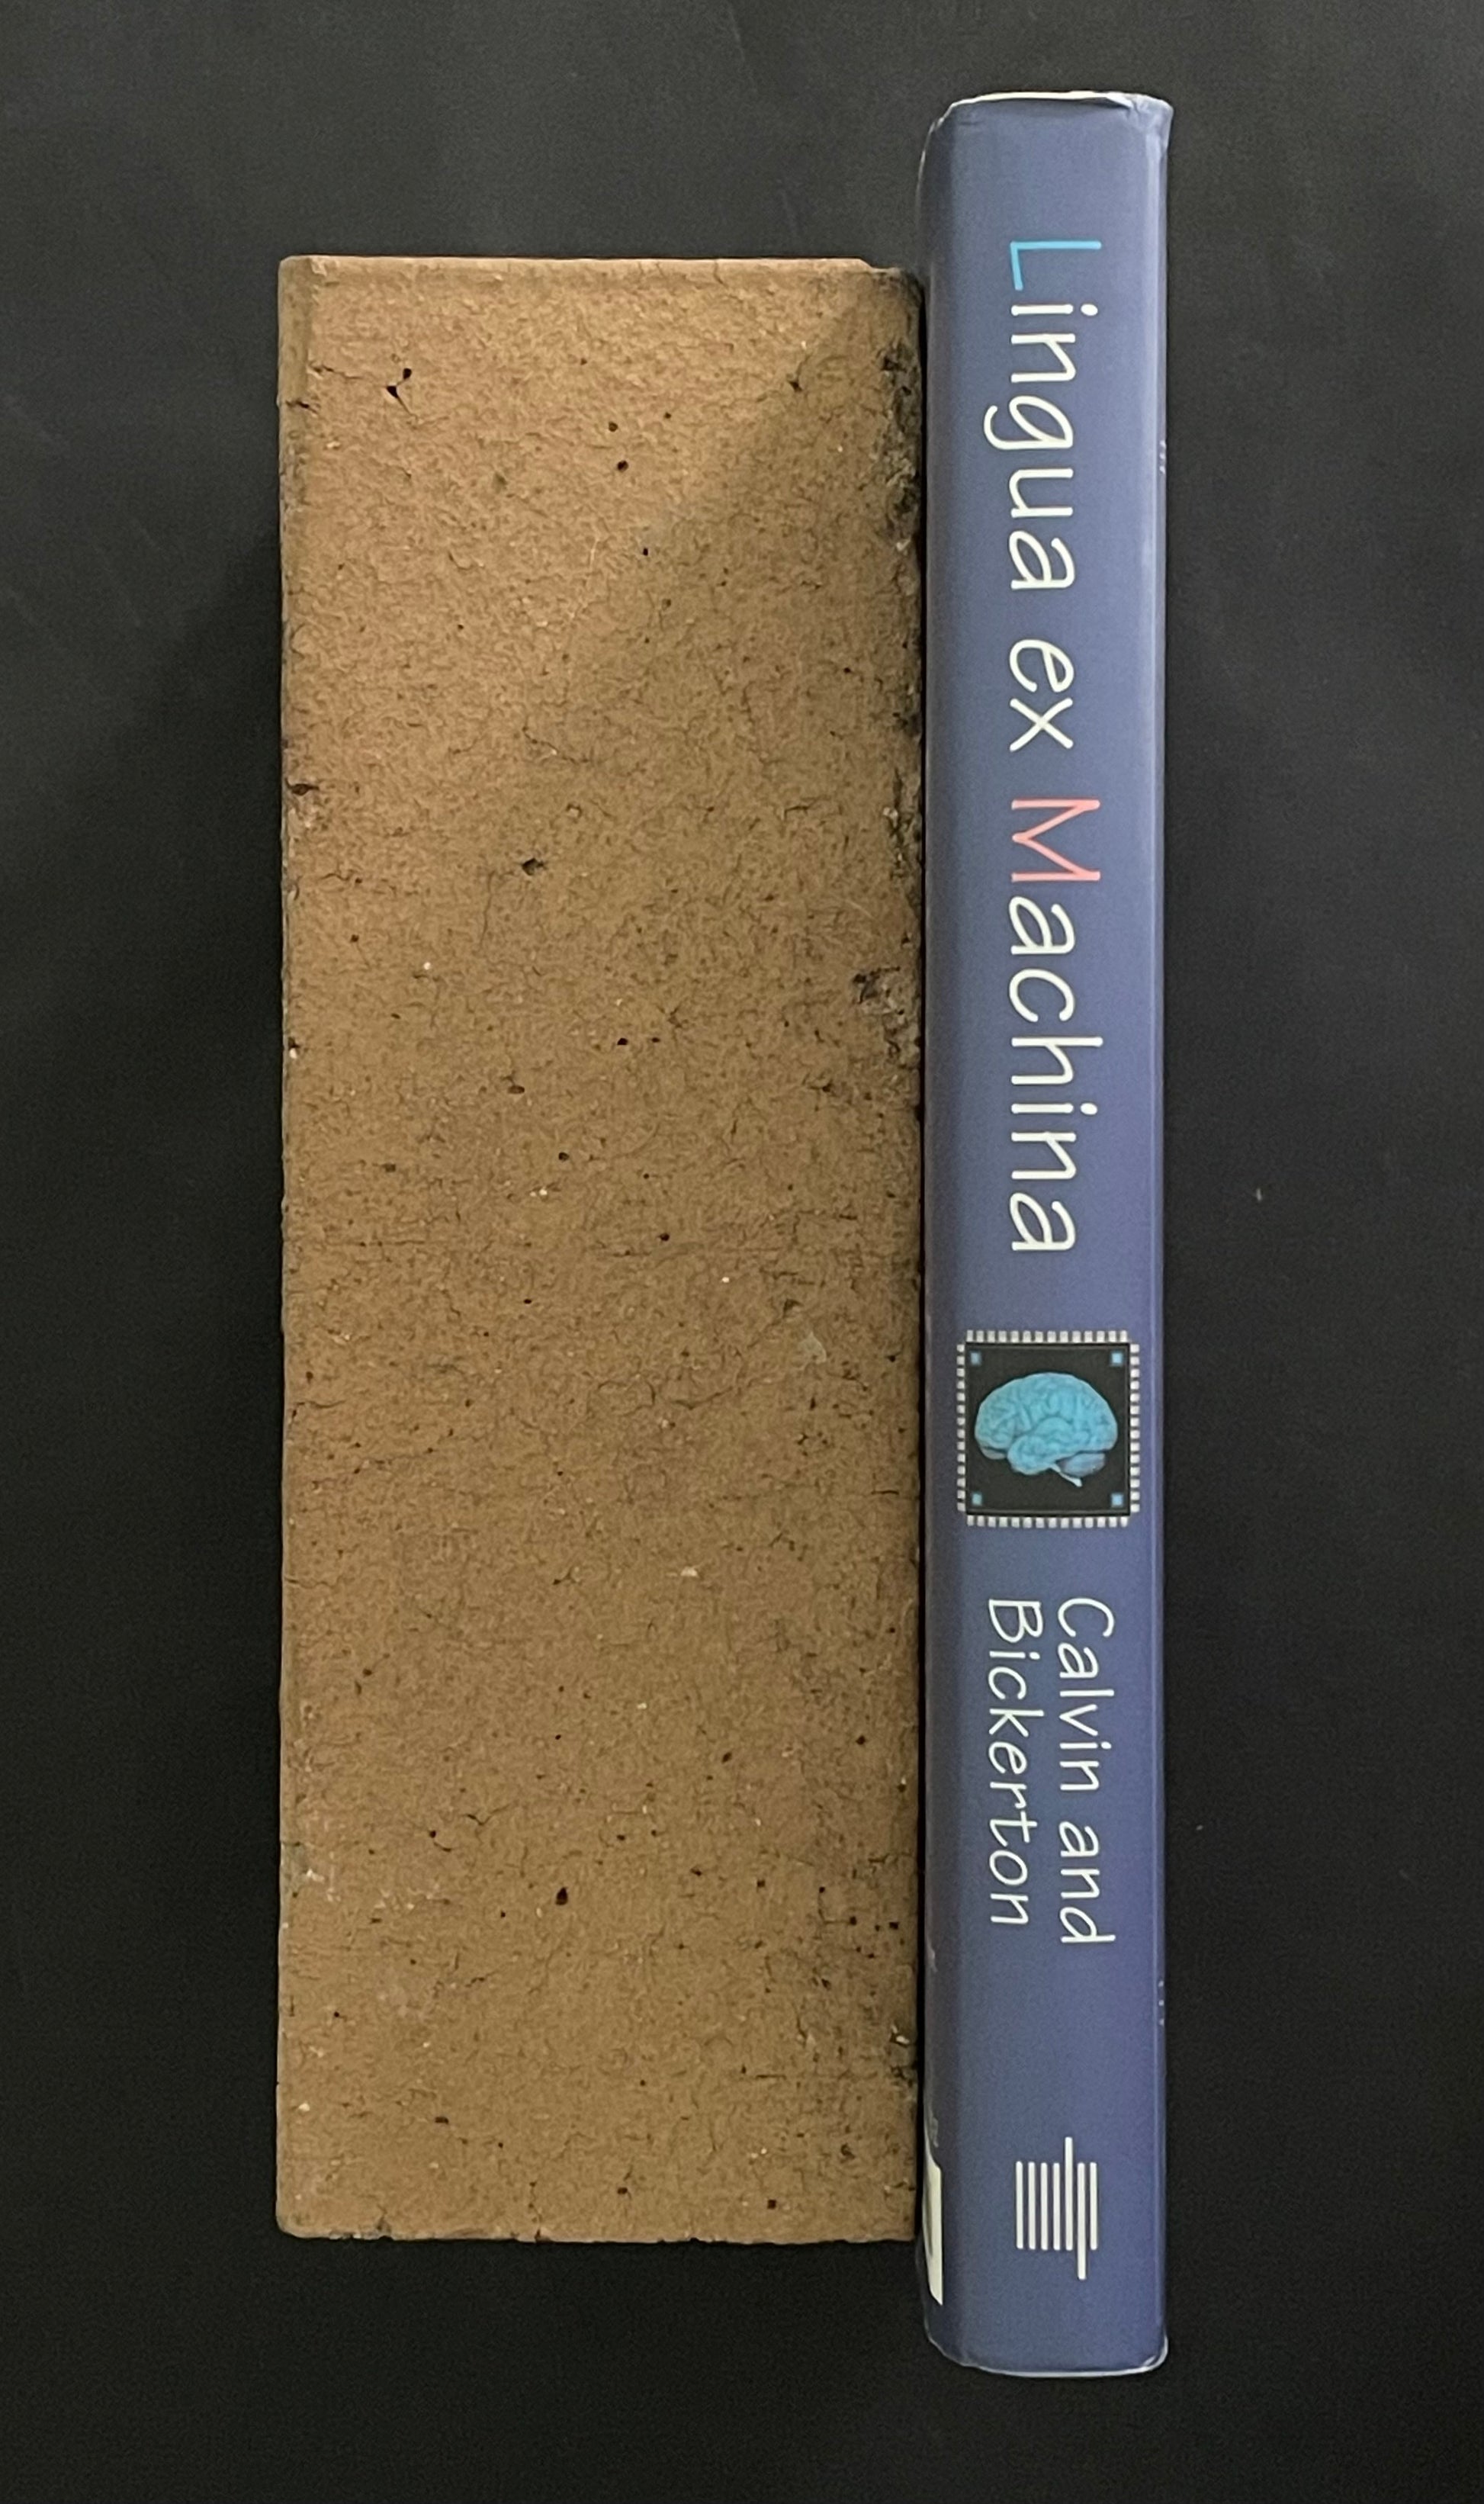 Lingua ex Machina
Calvin and
Bickerton